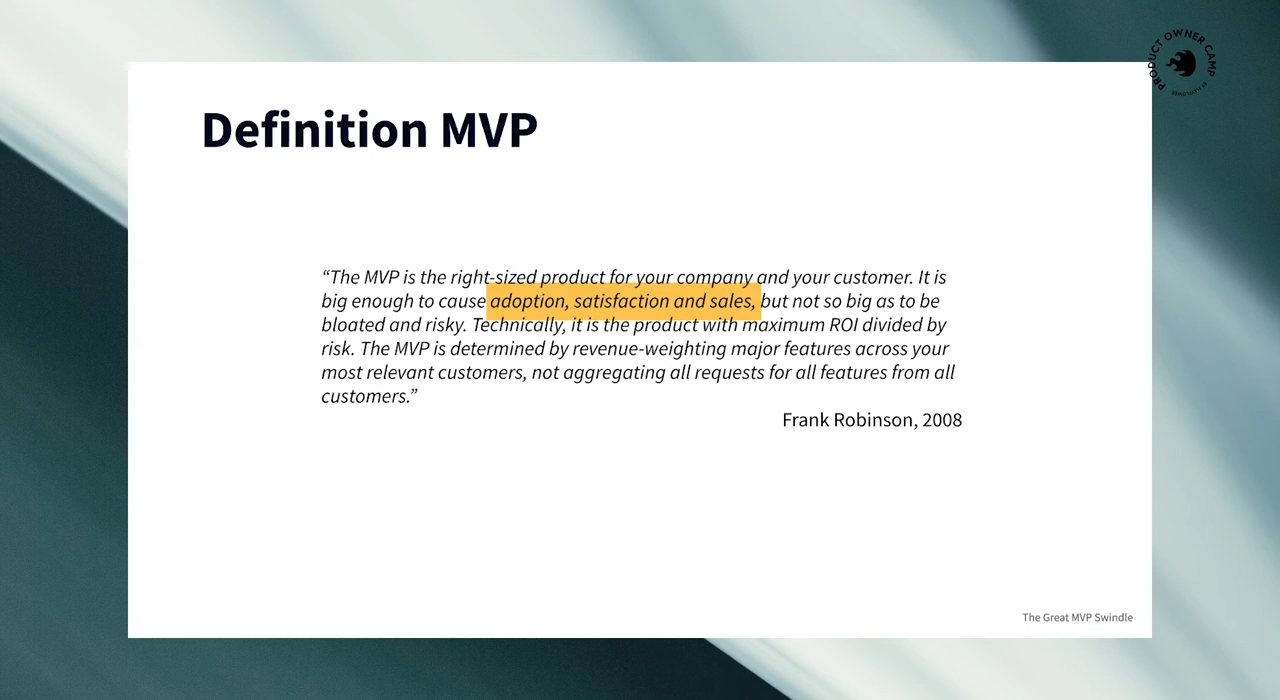 PRODUCT OWNER CAMP
BY MAYFLOWER
Definition MVP
“The MVP is the right-sized product for your company and your customer. It is
big enough to cause adoption, satisfaction and sales, but not so big as to be
bloated and risky. Technically, it is the product with maximum ROI divided by
risk. The MVP is determined by revenue-weighting major features across your
most relevant customers, not aggregating all requests for all features from all
customers.”
Frank Robinson, 2008
The Great MVP Swindle